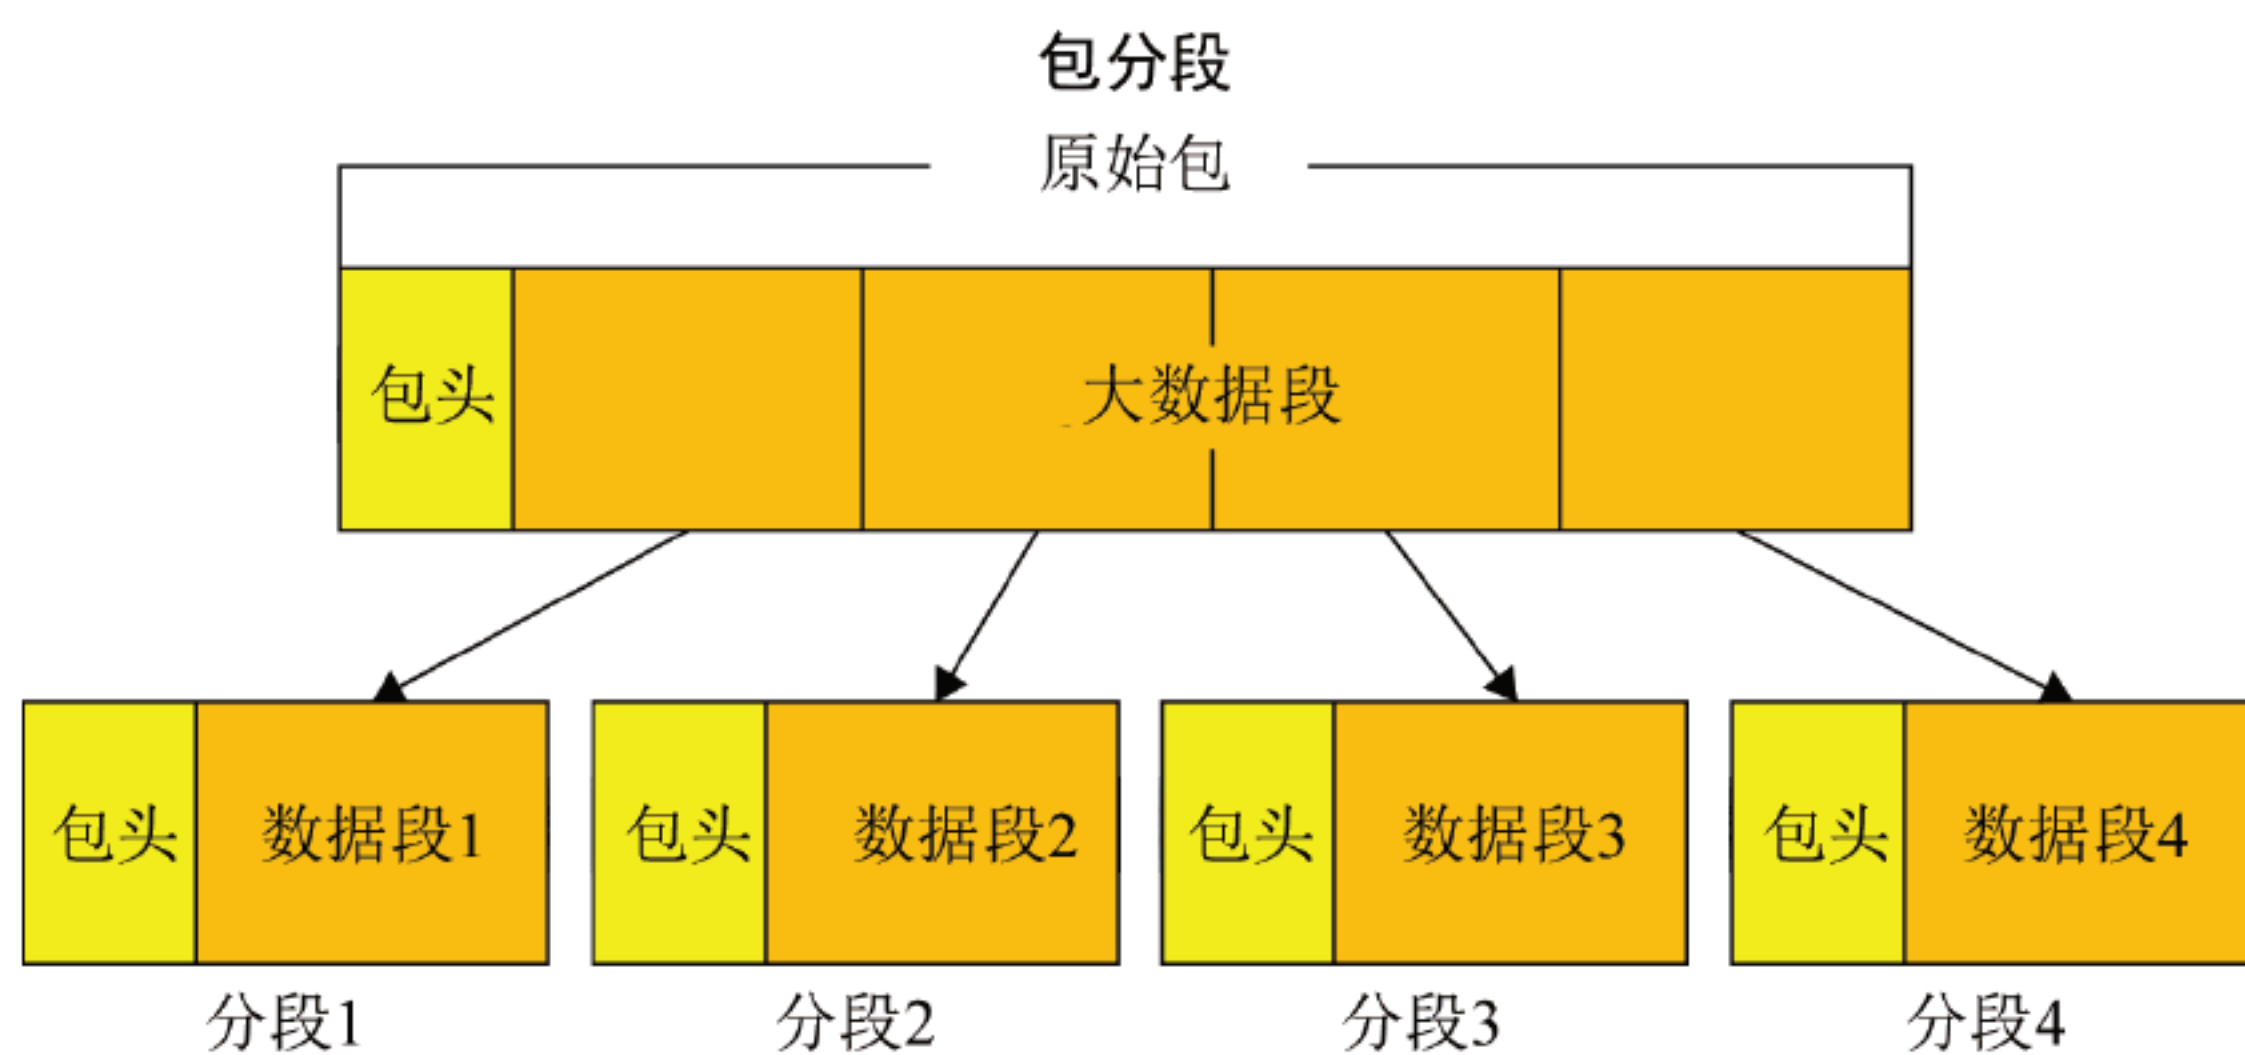 包分段
原始包
包头
大数据段
包头
数据段1
包头
数据段2
包头
数据段3
包头
数据段4
分段1
分段2
分段3
分段4